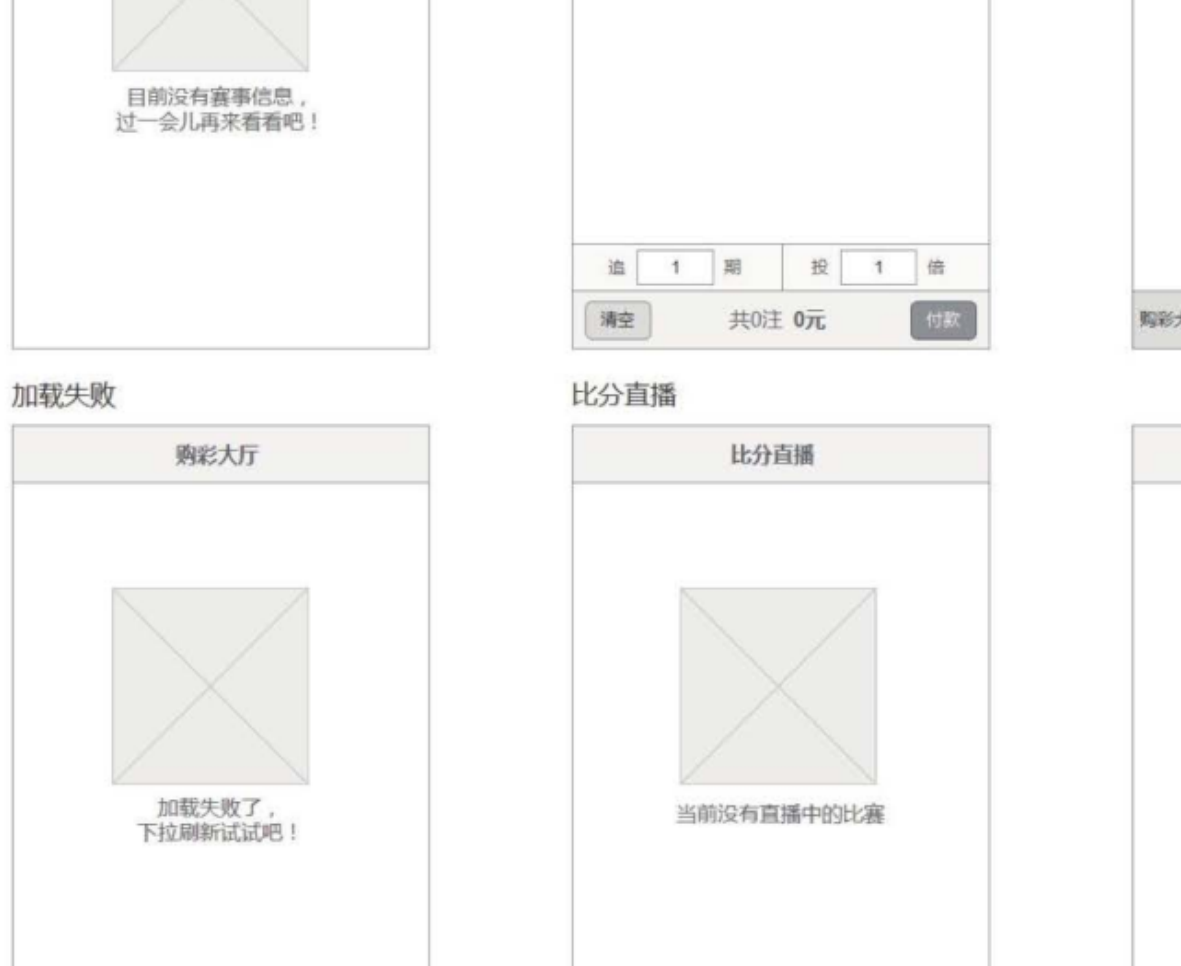 目前没有赛事信息，
过一会儿再来看看吧！
追 1 期 投 1 倍
清空 共0注 0元 付款
购彩
加载失败
比分直播
购彩大厅
比分直播
加载失败了，
下拉刷新试试吧！
当前没有直播中的比赛